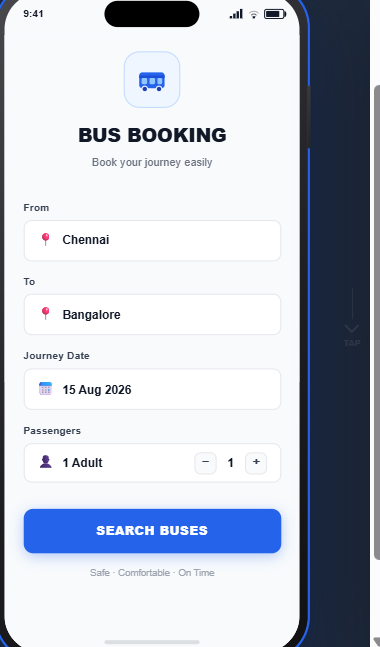 9:41
BUS BOOKING
Book your journey easily
From
Chennai
To
Bangalore
Journey Date
15 Aug 2026
Passengers
1 Adult − 1 +
SEARCH BUSES
Safe · Comfortable · On Time
TAP